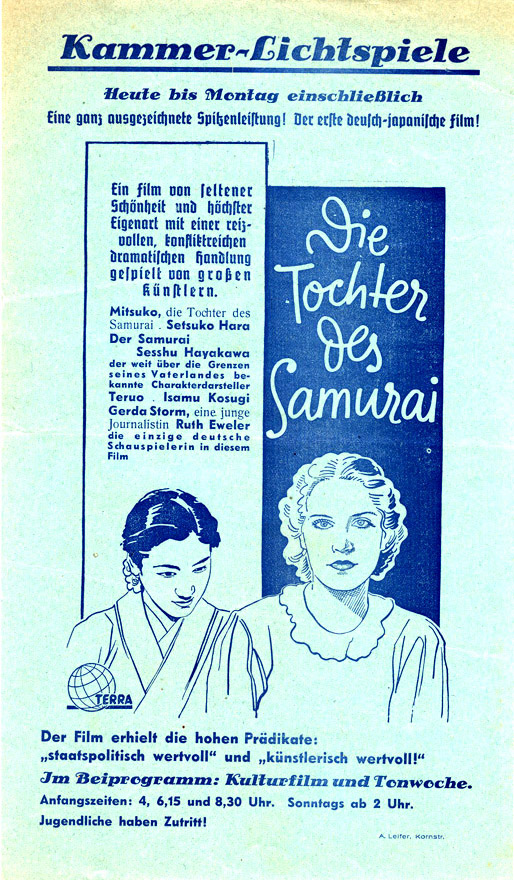 Kammer-Lichtspiele
Heute bis Montag einschließlich
Eine ganz ausgezeichnete Spitzenleistung! Der erste deusch-japanische Film!
Ein Film von seltener
Schönheit und höchster
Eigenart mit einer reiz-
vollen, konfliktreichen
dramatischen Handlung
gespielt von großen
Künstlern.
Mitsuko, die Tochter des
Samurai . Setsuko Hara
Der Samurai
Sesshu Hayakawa
der weit über die Grenzen
seines Vaterlandes be-
kannte Charakterdarsteller
Teruo . Isamu Kosugi
Gerda Storm, eine junge
Journalistin Ruth Eweler
die einzige deutsche
Schauspielerin in diesem
Film
Die
Tochter
des
Samurai
TERRA
Der Film erhielt die hohen Prädikate:
„staatspolitisch wertvoll" und „künstlerisch wertvoll!"
Im Beiprogramm: Kulturfilm und Tonwoche.
Anfangszeiten: 4, 6,15 und 8,30 Uhr. Sonntags ab 2 Uhr.
Jugendliche haben Zutritt!
A. Leifer, Kornstr.